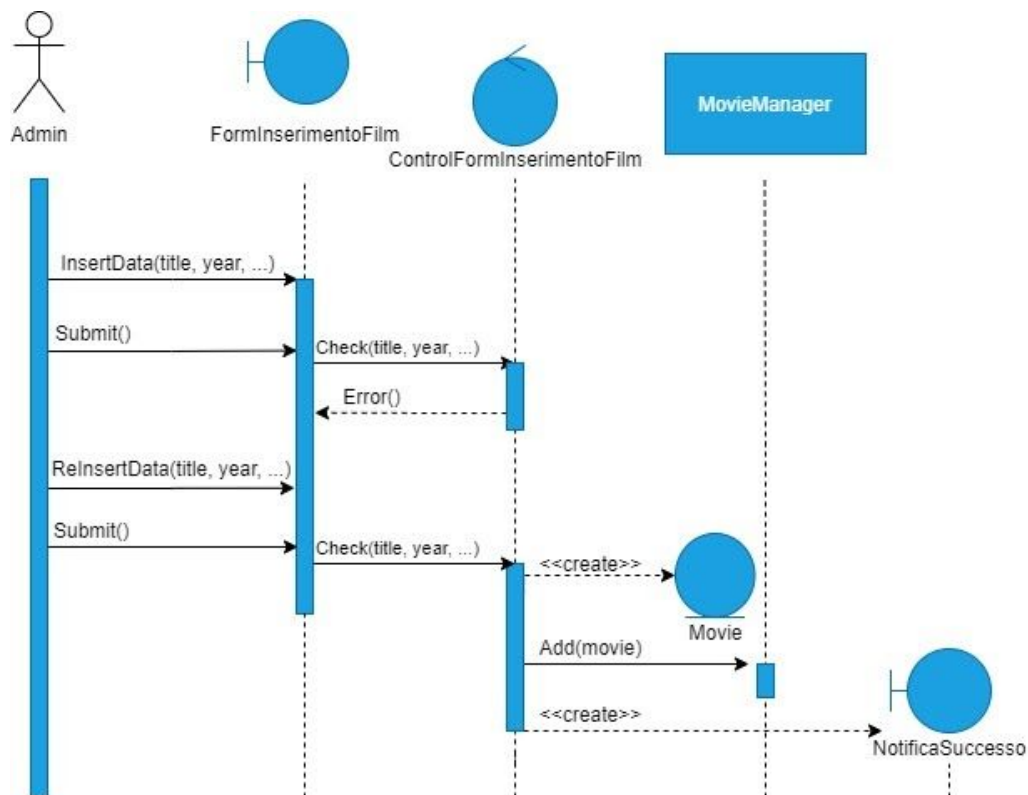 Admin
FormInserimentoFilm
ControlFormInserimentoFilm
MovieManager
InsertData(title, year, ...)
Submit()
Check(title, year, ...)
Error()
ReInsertData(title, year, ...)
Submit()
Check(title, year, ...)
<<create>>
Movie
Add(movie)
<<create>>
NotificaSuccesso